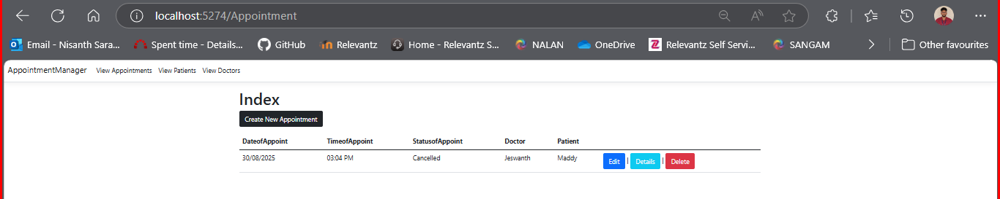 localhost:5274/Appointment
Email - Nisanth Sara... Spent time - Details... GitHub Relevantz Home - Relevantz S... NALAN OneDrive Relevantz Self Servi... SANGAM Other favourites
AppointmentManager View Appointments View Patients View Doctors
Index
Create New Appointment
DateofAppoint TimeofAppoint StatusofAppoint Doctor Patient
30/08/2025 03:04 PM Cancelled Jeswanth Maddy Edit | Details | Delete